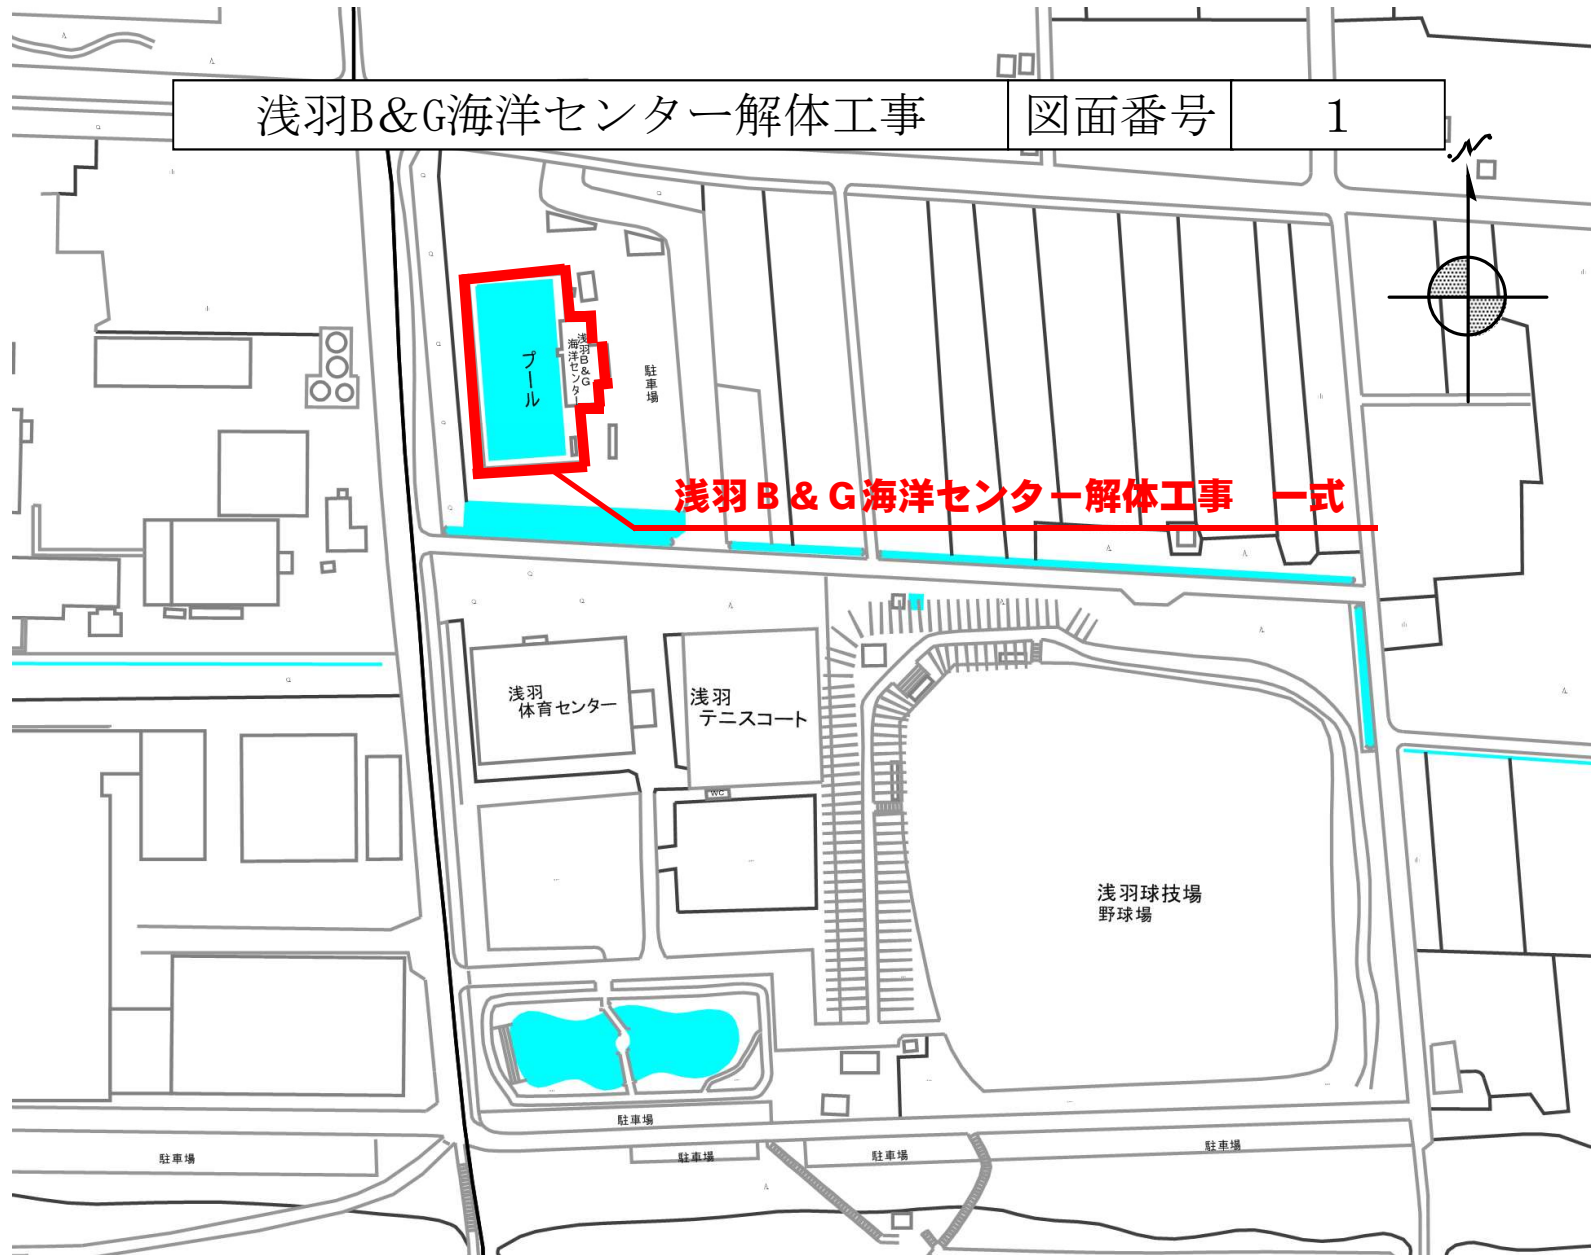 浅羽B&G海洋センター解体工事
図面番号
1
N
プール
浅羽B&G
海洋センター
駐車場
浅羽B&G海洋センター解体工事 一式
浅羽
体育センター
浅羽
テニスコート
WC
浅羽球技場
野球場
駐車場
駐車場
駐車場
駐車場
駐車場